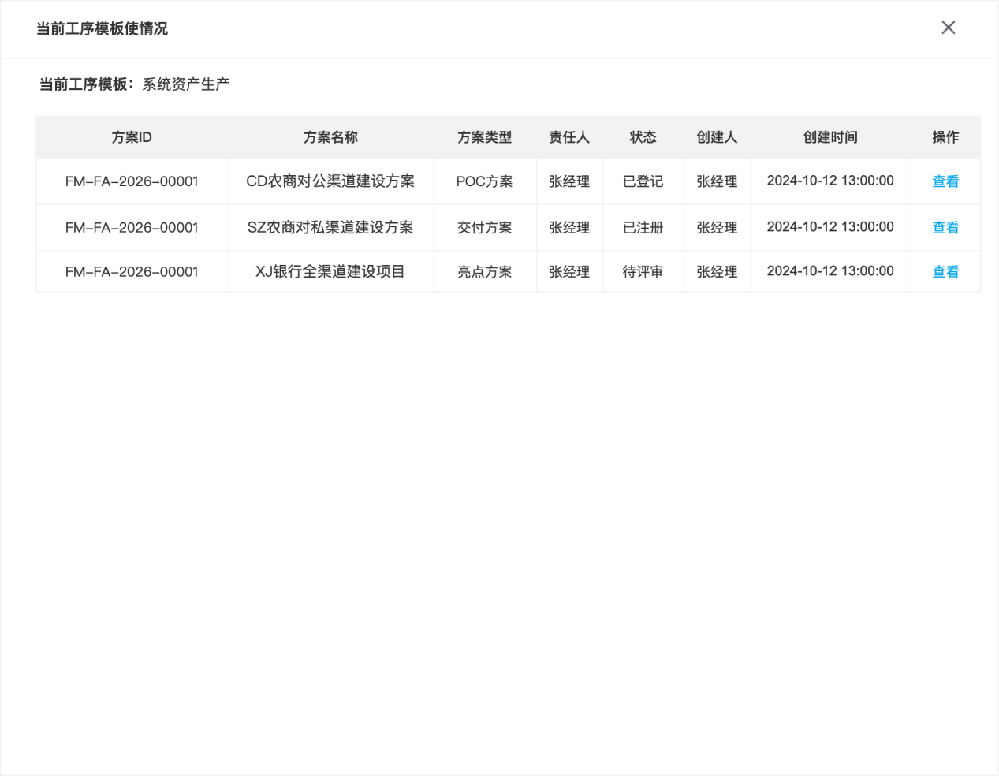 当前工序模板使情况
当前工序模板：系统资产生产
方案ID 方案名称 方案类型 责任人 状态 创建人 创建时间 操作
FM-FA-2026-00001 CD农商对公渠道建设方案 POC方案 张经理 已登记 张经理 2024-10-12 13:00:00 查看
FM-FA-2026-00001 SZ农商对私渠道建设方案 交付方案 张经理 已注册 张经理 2024-10-12 13:00:00 查看
FM-FA-2026-00001 XJ银行全渠道建设项目 亮点方案 张经理 待评审 张经理 2024-10-12 13:00:00 查看